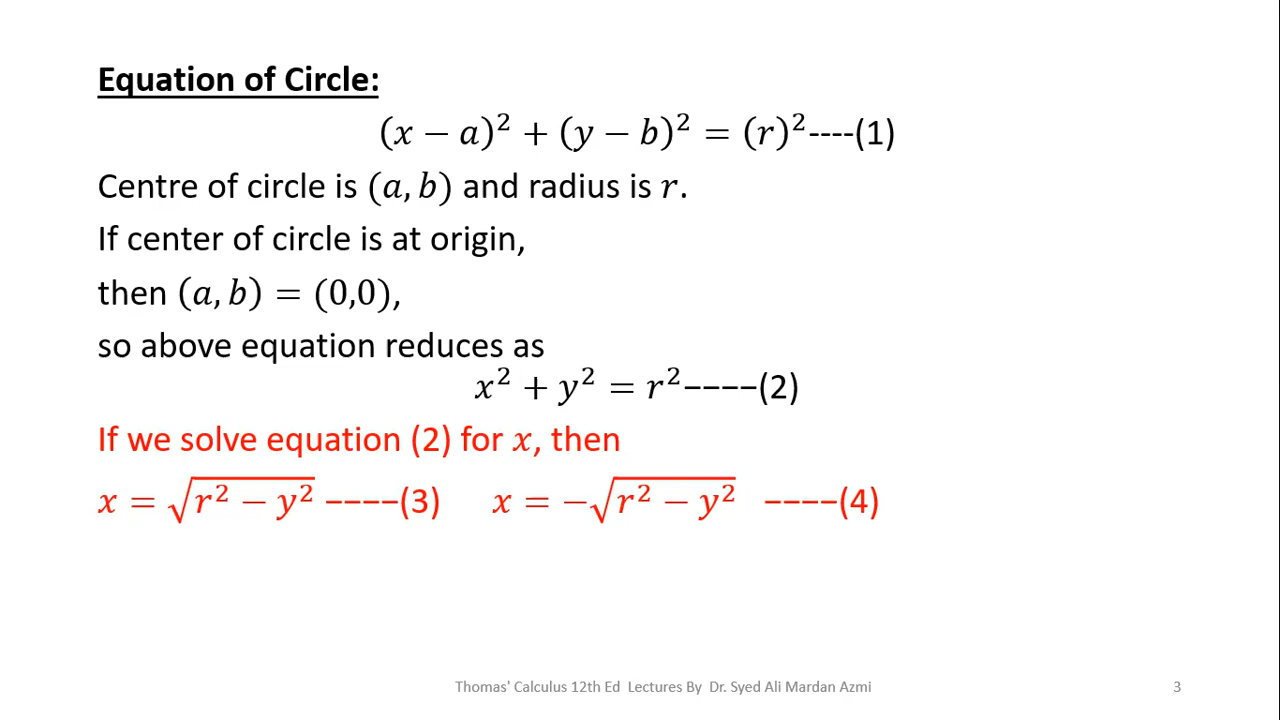 Equation of Circle:
(x − a)² + (y − b)² = (r)²----(1)
Centre of circle is (a, b) and radius is r.
If center of circle is at origin,
then (a, b) = (0,0),
so above equation reduces as
x² + y² = r²−−−−(2)
If we solve equation (2) for x, then
x = √(r² − y²) −−−−(3) x = −√(r² − y²) −−−−(4)
Thomas' Calculus 12th Ed Lectures By Dr. Syed Ali Mardan Azmi 3